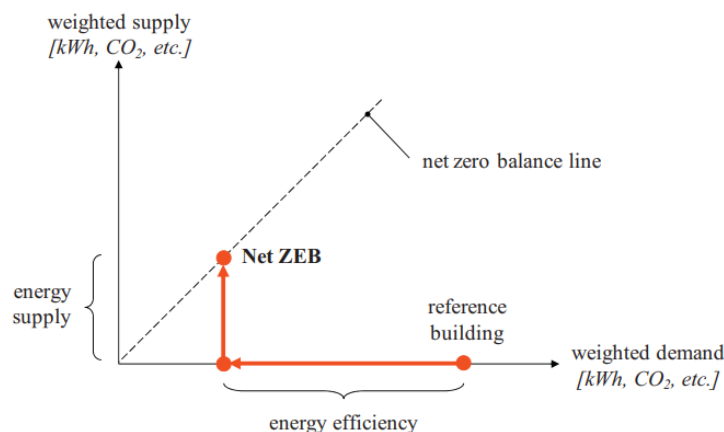 weighted supply
[kWh, CO₂, etc.]
net zero balance line
Net ZEB
energy
supply
reference
building
weighted demand
[kWh, CO₂, etc.]
energy efficiency